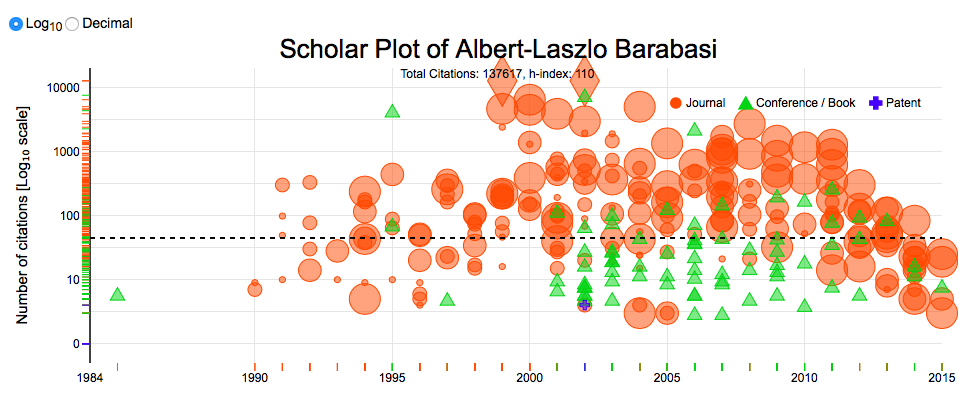 Log10 Decimal
Scholar Plot of Albert-Laszlo Barabasi
Total Citations: 137617, h-index: 110
Journal Conference / Book Patent
Number of citations [Log10 scale]
10000
1000
100
10
0
1984 1990 1995 2000 2005 2010 2015